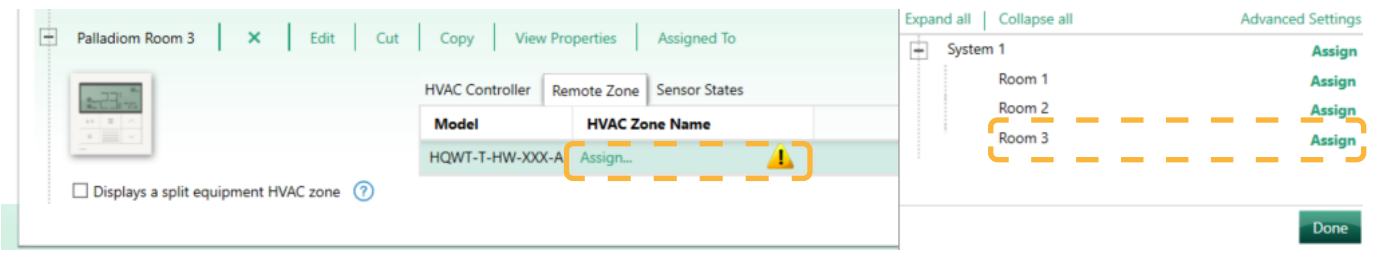 Palladiom Room 3 × Edit Cut Copy View Properties Assigned To
HVAC Controller Remote Zone Sensor States
Model HVAC Zone Name
HQWT-T-HW-XXX-A Assign...
Displays a split equipment HVAC zone ?
Expand all Collapse all Advanced Settings
System 1 Assign
Room 1 Assign
Room 2 Assign
Room 3 Assign
Done